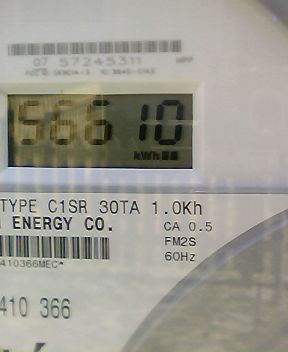 07 57245311
56610
kWh
TYPE C1SR 30TA 1.0Kh
ENERGY CO.
CA 0.5
FM2S
60Hz
410366MEC*
410 366